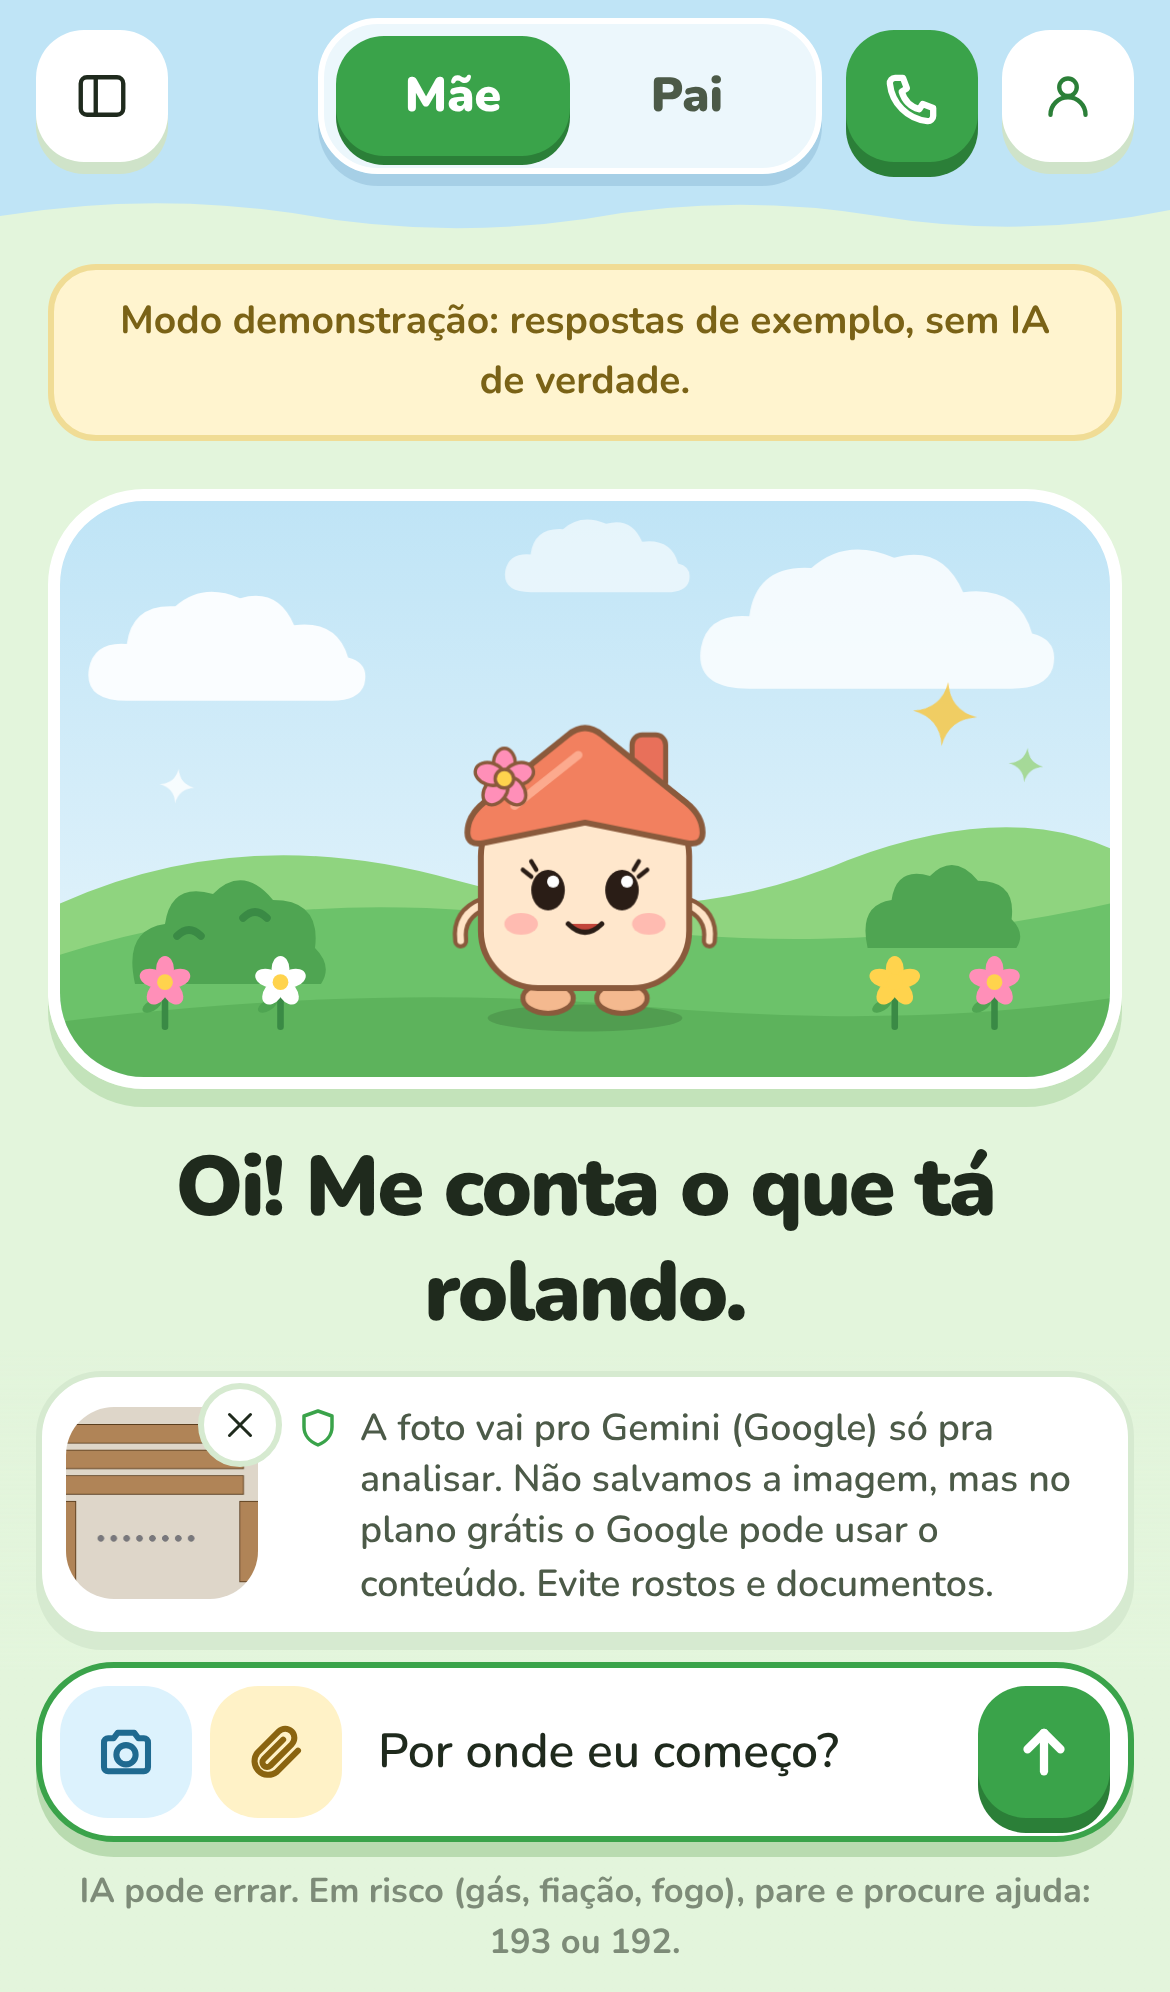 Mãe
Pai
Modo demonstração: respostas de exemplo, sem IA
de verdade.
Oi! Me conta o que tá
rolando.
A foto vai pro Gemini (Google) só pra
analisar. Não salvamos a imagem, mas no
plano grátis o Google pode usar o
conteúdo. Evite rostos e documentos.
Por onde eu começo?
IA pode errar. Em risco (gás, fiação, fogo), pare e procure ajuda:
193 ou 192.